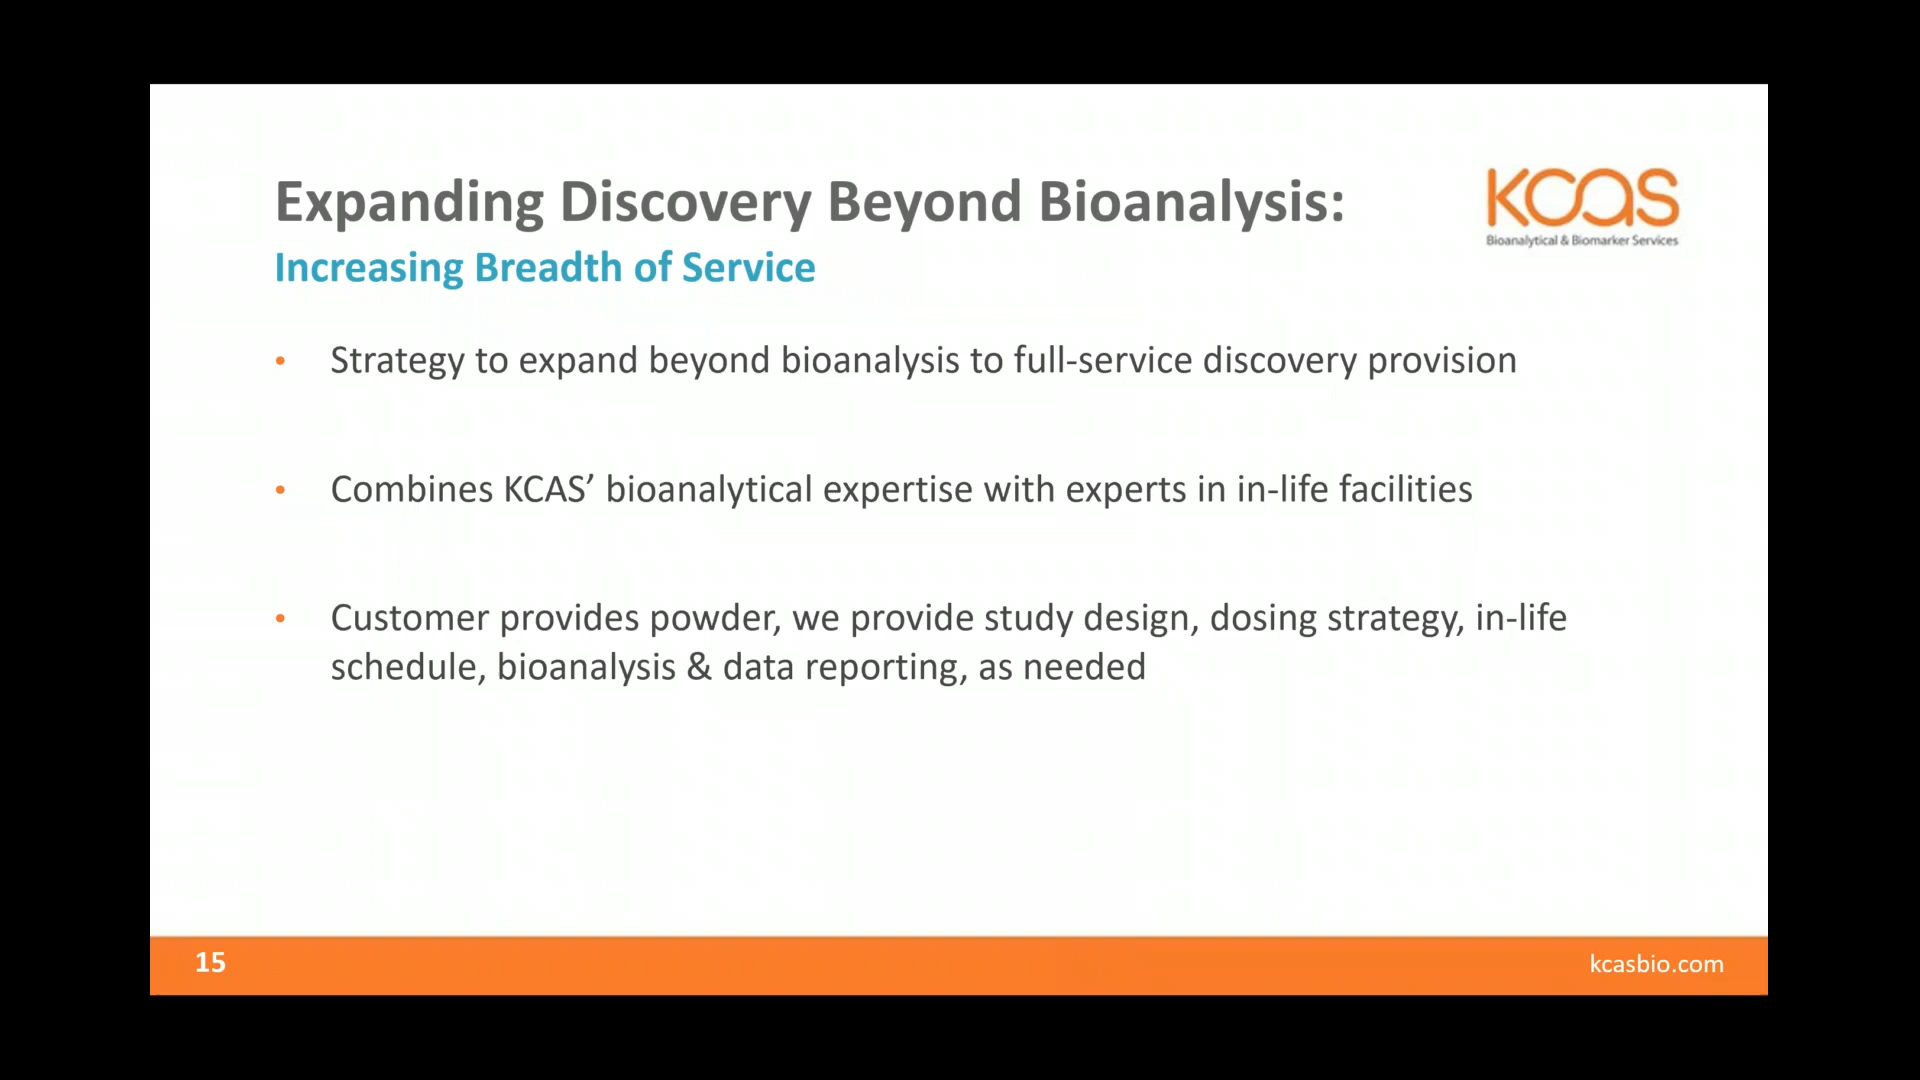 Expanding Discovery Beyond Bioanalysis:
Increasing Breadth of Service
KCAS
Bioanalytical & Biomarker Services
• Strategy to expand beyond bioanalysis to full-service discovery provision
• Combines KCAS’ bioanalytical expertise with experts in in-life facilities
• Customer provides powder, we provide study design, dosing strategy, in-life
schedule, bioanalysis & data reporting, as needed
15
kcasbio.com